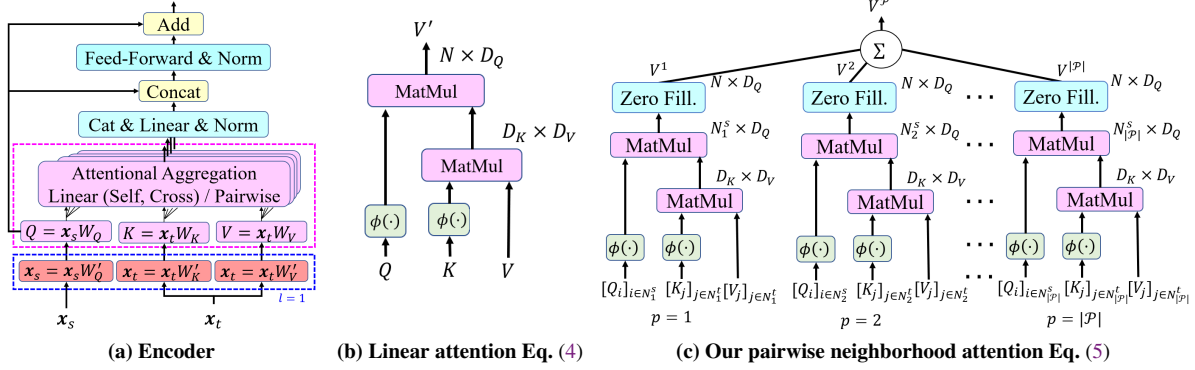 Add
Feed-Forward & Norm
Concat
Cat & Linear & Norm
Attentional Aggregation
Linear (Self, Cross) / Pairwise
Q = x_s W_Q K = x_t W_K V = x_t W_V
x_s = x_s W'_Q x_t = x_t W'_K x_t = x_t W'_V
l = 1
x_s x_t
(a) Encoder
V'
N × D_Q
MatMul
D_K × D_V
MatMul
ϕ(·) ϕ(·)
Q K V
(b) Linear attention Eq. (4)
V^𝒫
Σ
V^1 V^2 V^{|𝒫|}
N × D_Q N × D_Q N × D_Q
Zero Fill. Zero Fill. ... Zero Fill.
N_1^s × D_Q N_2^s × D_Q N_{|𝒫|}^s × D_Q
MatMul MatMul ... MatMul
D_K × D_V D_K × D_V D_K × D_V
MatMul MatMul ... MatMul
ϕ(·) ϕ(·) ϕ(·) ϕ(·) ... ϕ(·) ϕ(·)
[Q_i]_{i∈N_1^s} [K_j]_{j∈N_1^t} [V_j]_{j∈N_1^t} [Q_i]_{i∈N_2^s} [K_j]_{j∈N_2^t} [V_j]_{j∈N_2^t} ... [Q_i]_{i∈N_{|𝒫|}^s} [K_j]_{j∈N_{|𝒫|}^t} [V_j]_{j∈N_{|𝒫|}^t}
p = 1 p = 2 p = |𝒫|
(c) Our pairwise neighborhood attention Eq. (5)